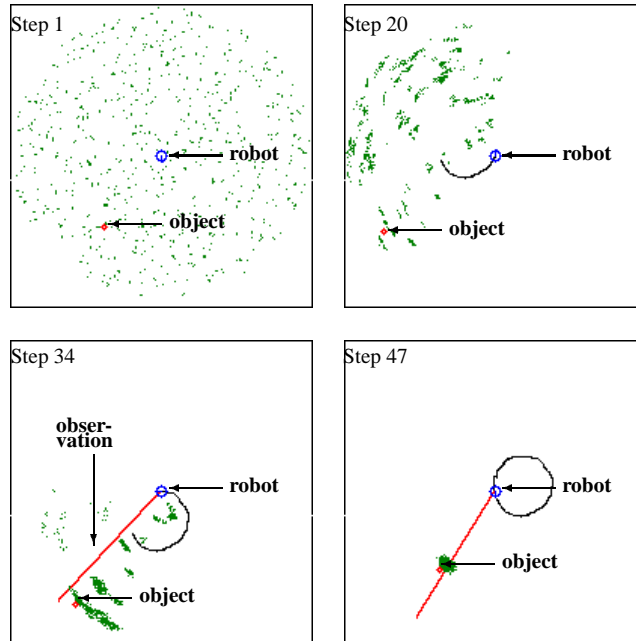 Step 1
robot
object
Step 20
robot
object
Step 34
obser-
vation
robot
object
Step 47
robot
object